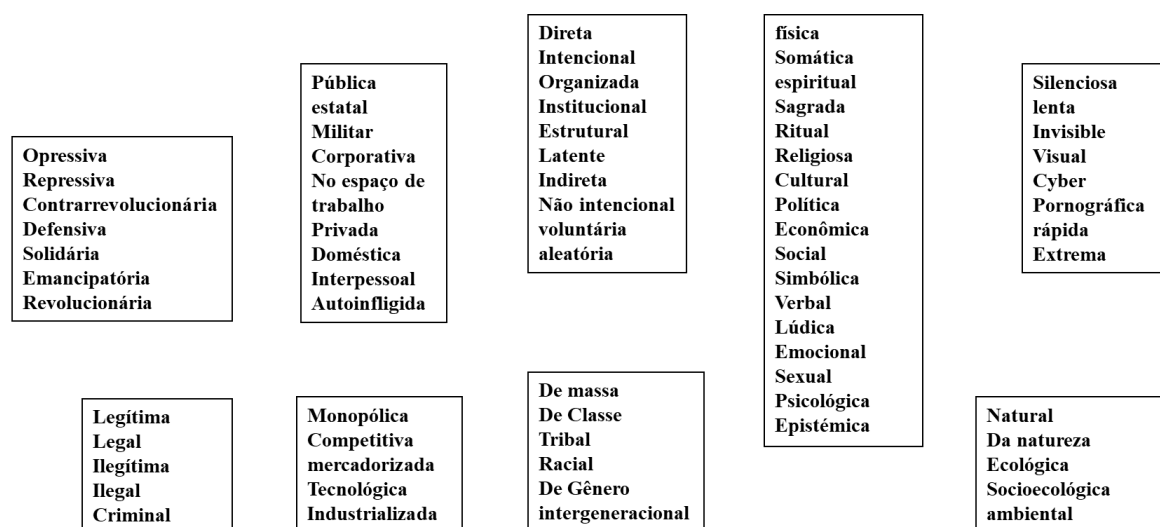 Opressiva
Repressiva
Contrarrevolucionária
Defensiva
Solidária
Emancipatória
Revolucionária
Pública
estatal
Militar
Corporativa
No espaço de
trabalho
Privada
Doméstica
Interpessoal
Autoinfligida
Direta
Intencional
Organizada
Institucional
Estrutural
Latente
Indireta
Não intencional
voluntária
aleatória
física
Somática
espiritual
Sagrada
Ritual
Religiosa
Cultural
Política
Econômica
Social
Simbólica
Verbal
Lúdica
Emocional
Sexual
Psicológica
Epistémica
Silenciosa
lenta
Invisible
Visual
Cyber
Pornográfica
rápida
Extrema
Legítima
Legal
Ilegítima
Ilegal
Criminal
Monopólica
Competitiva
mercadorizada
Tecnológica
Industrializada
De massa
De Classe
Tribal
Racial
De Gênero
intergeneracional
Natural
Da natureza
Ecológica
Socioecológica
ambiental